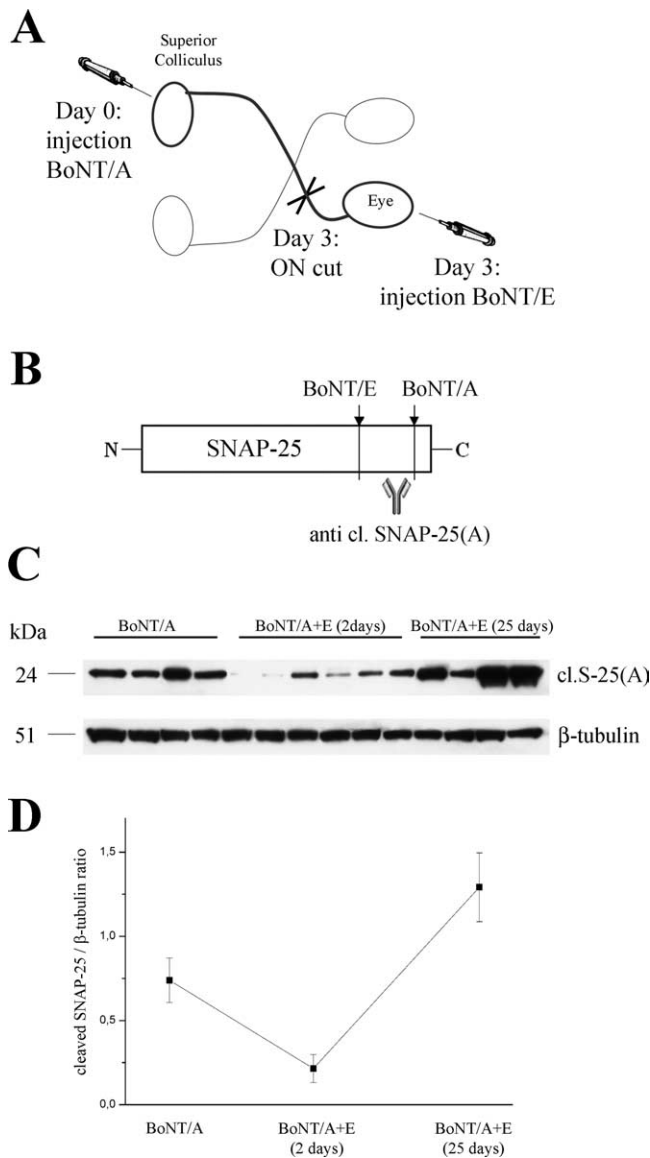 A
Superior
Colliculus
Day 0:
injection
BoNT/A
Eye
Day 3:
ON cut
Day 3:
injection BoNT/E
B
BoNT/E
BoNT/A
N
SNAP-25
C
anti cl. SNAP-25(A)
C
kDa
BoNT/A
BoNT/A+E (2days)
BoNT/A+E (25 days)
24
cl.S-25(A)
51
β-tubulin
D
cleaved SNAP-25 / β-tubulin ratio
1,5
1,0
0,5
0,0
BoNT/A
BoNT/A+E
(2 days)
BoNT/A+E
(25 days)